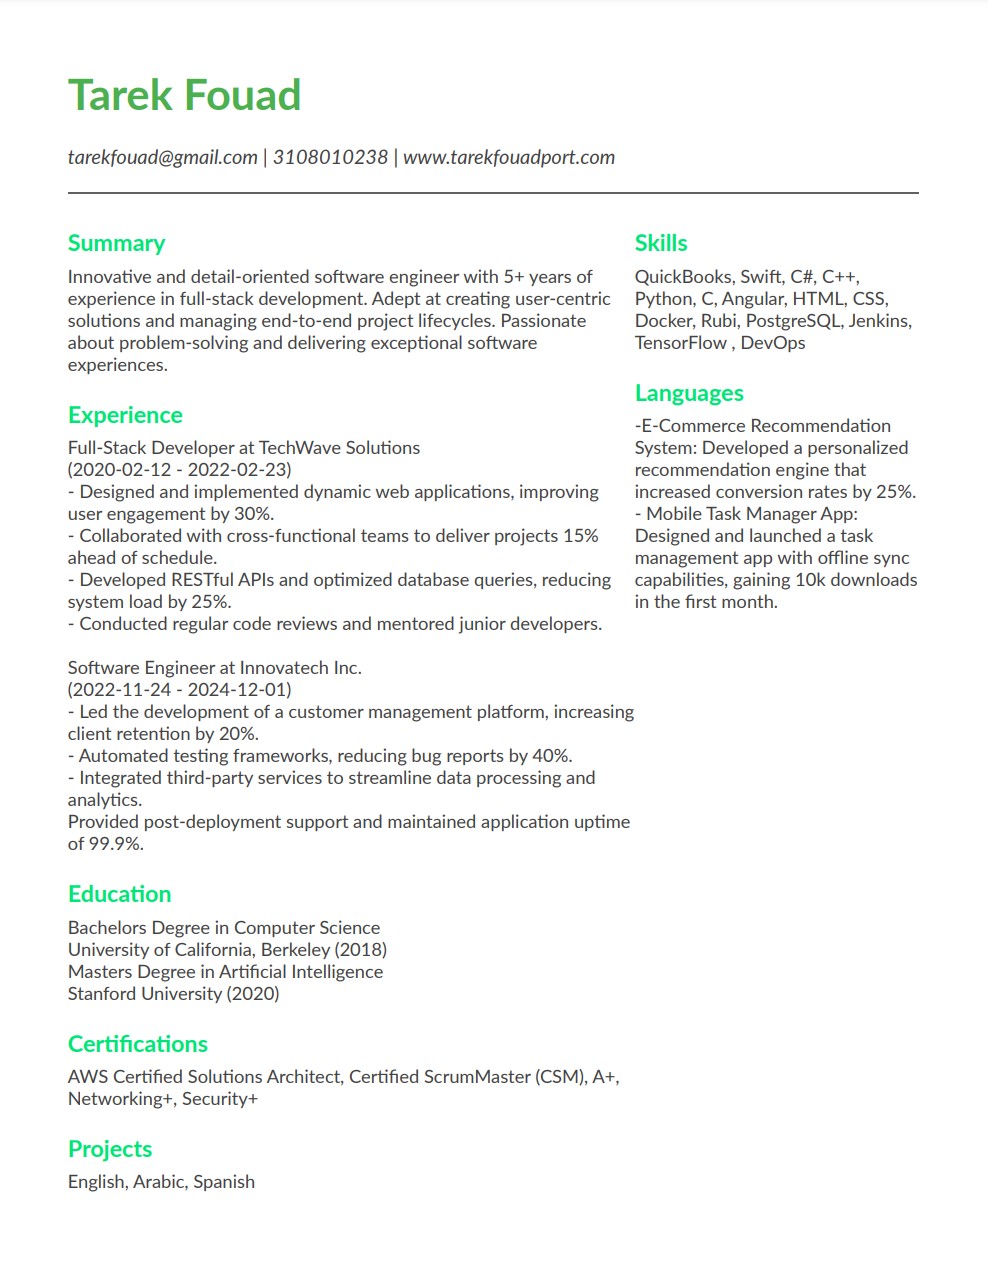 Tarek Fouad
tarekfouad@gmail.com | 3108010238 | www.tarekfouadport.com
Summary
Innovative and detail-oriented software engineer with 5+ years of
experience in full-stack development. Adept at creating user-centric
solutions and managing end-to-end project lifecycles. Passionate
about problem-solving and delivering exceptional software
experiences.
Experience
Full-Stack Developer at TechWave Solutions
(2020-02-12 - 2022-02-23)
- Designed and implemented dynamic web applications, improving
user engagement by 30%.
- Collaborated with cross-functional teams to deliver projects 15%
ahead of schedule.
- Developed RESTful APIs and optimized database queries, reducing
system load by 25%.
- Conducted regular code reviews and mentored junior developers.
Software Engineer at Innovatech Inc.
(2022-11-24 - 2024-12-01)
- Led the development of a customer management platform, increasing
client retention by 20%.
- Automated testing frameworks, reducing bug reports by 40%.
- Integrated third-party services to streamline data processing and
analytics.
Provided post-deployment support and maintained application uptime
of 99.9%.
Education
Bachelors Degree in Computer Science
University of California, Berkeley (2018)
Masters Degree in Artificial Intelligence
Stanford University (2020)
Certifications
AWS Certified Solutions Architect, Certified ScrumMaster (CSM), A+,
Networking+, Security+
Projects
English, Arabic, Spanish
Skills
QuickBooks, Swift, C#, C++,
Python, C, Angular, HTML, CSS,
Docker, Rubi, PostgreSQL, Jenkins,
TensorFlow , DevOps
Languages
-E-Commerce Recommendation
System: Developed a personalized
recommendation engine that
increased conversion rates by 25%.
- Mobile Task Manager App:
Designed and launched a task
management app with offline sync
capabilities, gaining 10k downloads
in the first month.